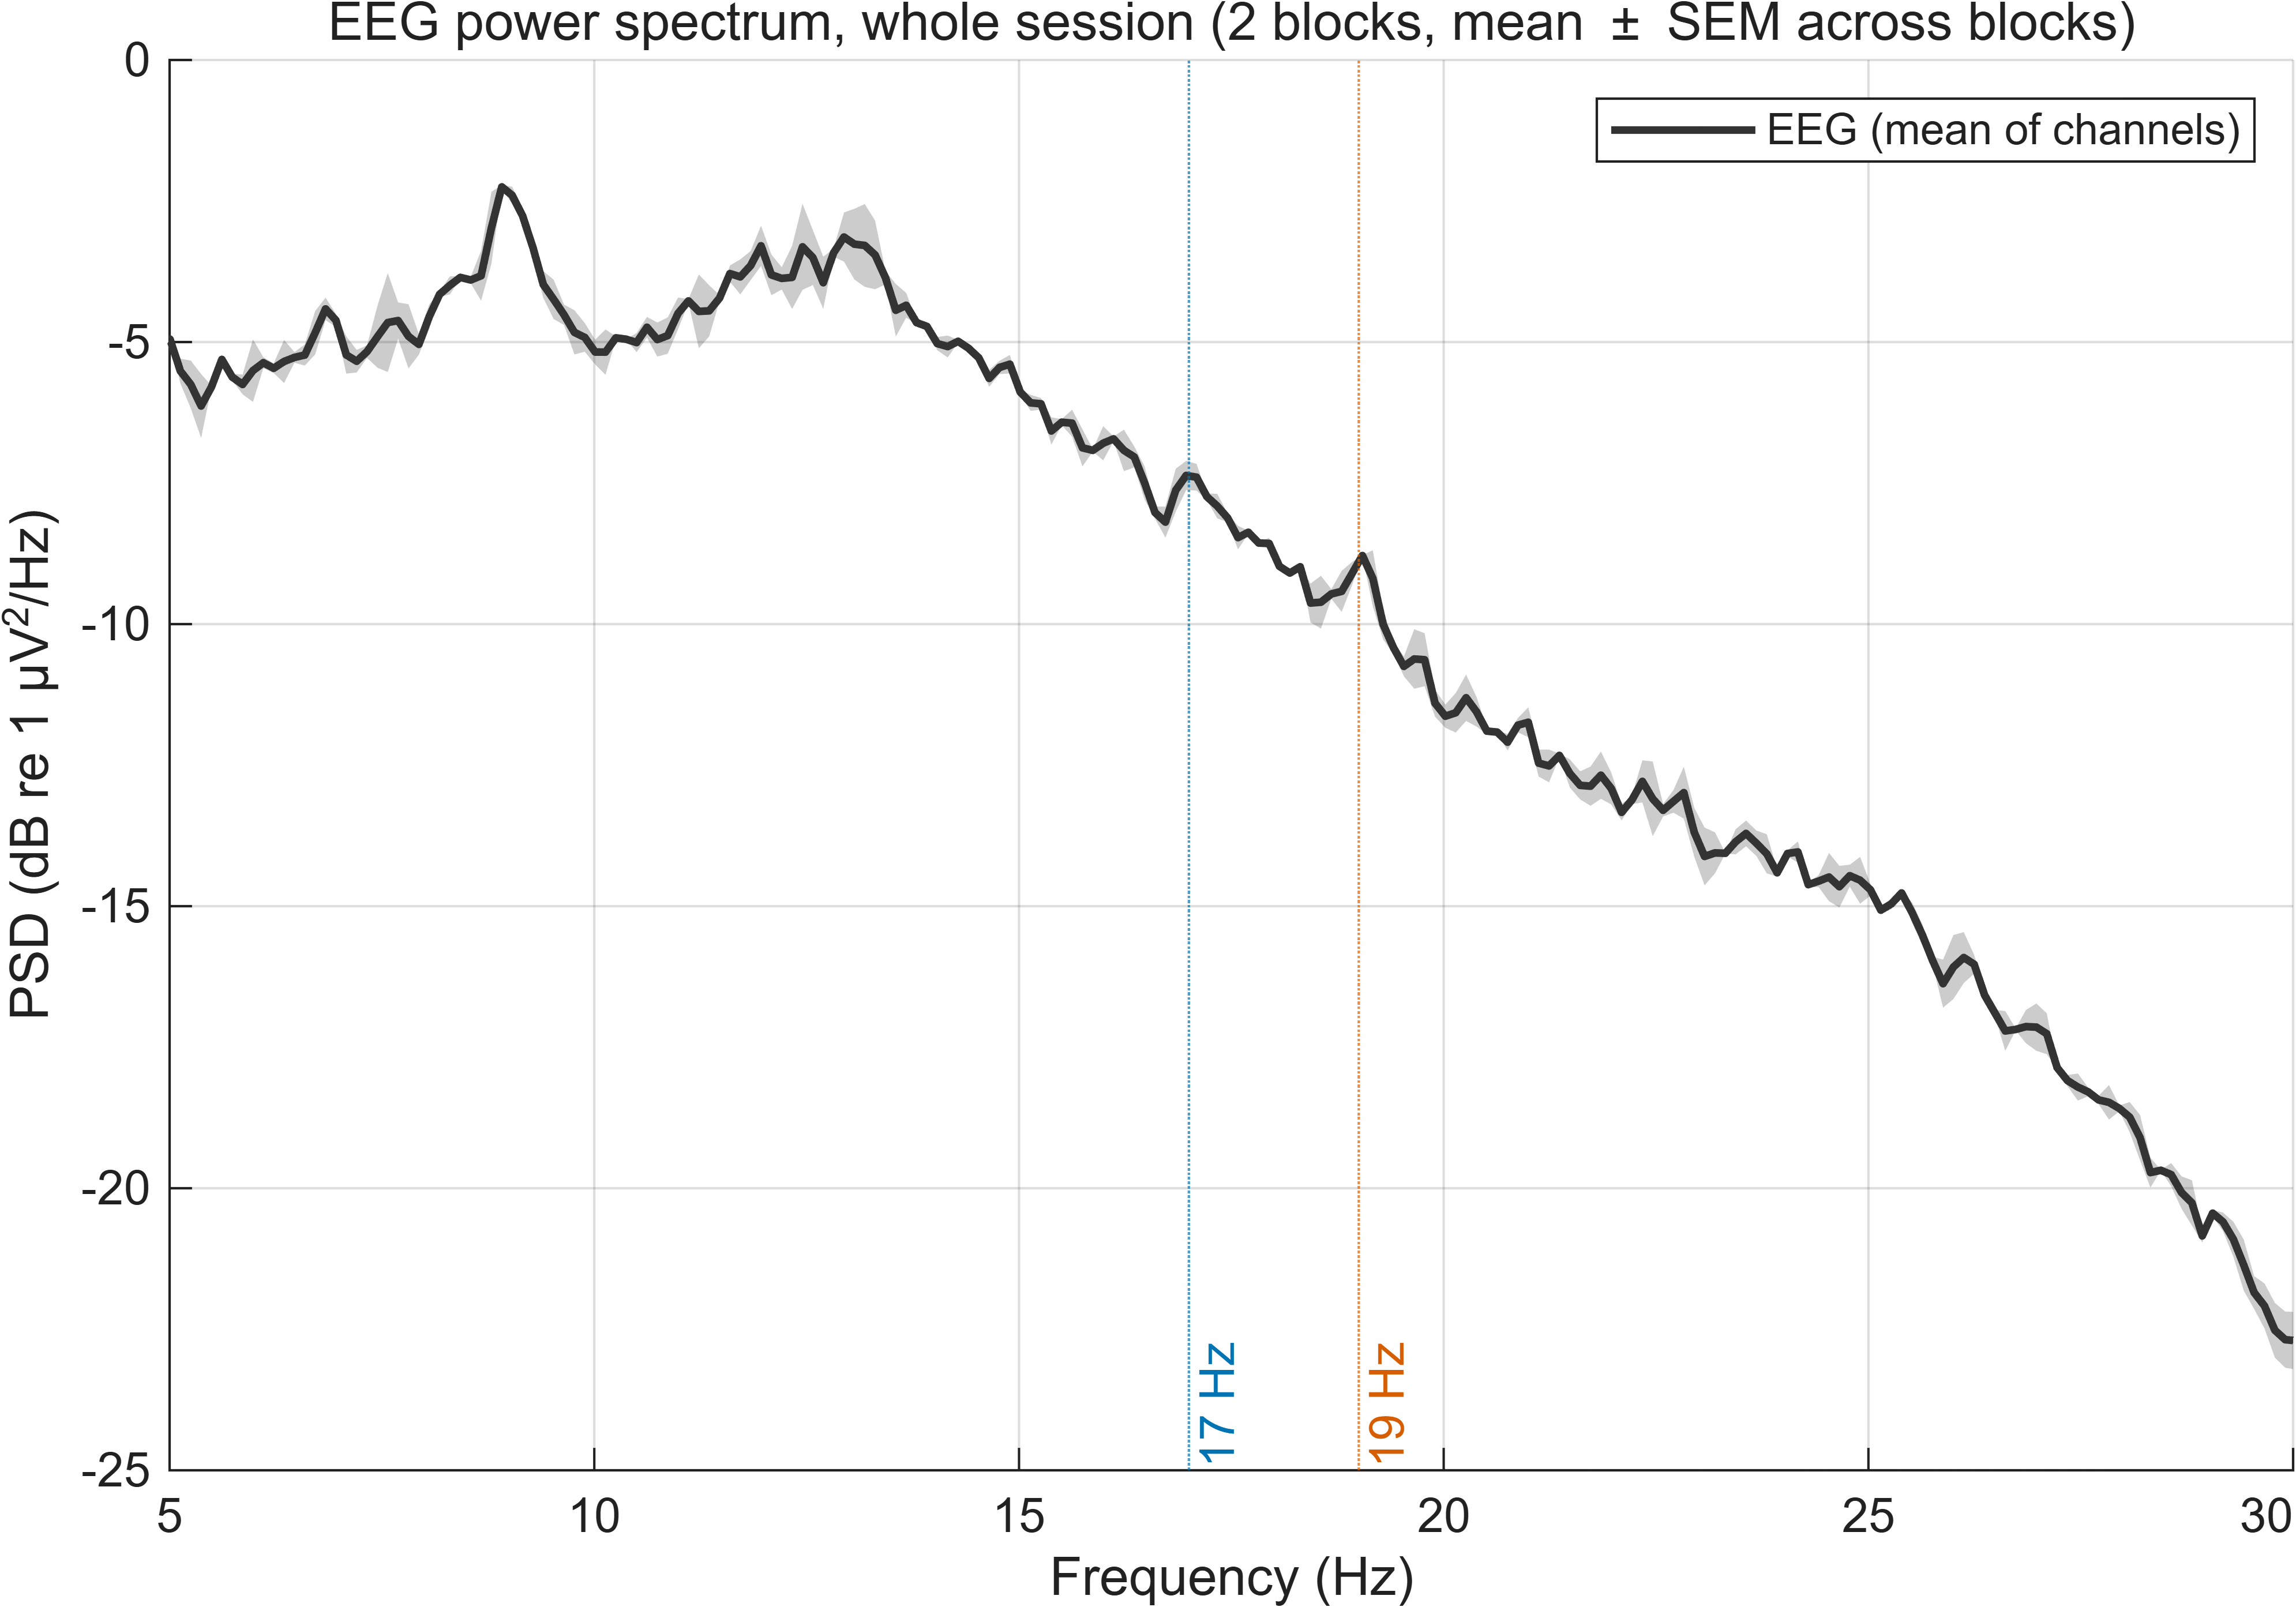 EEG power spectrum, whole session (2 blocks, mean ± SEM across blocks)
EEG (mean of channels)
PSD (dB re 1 µV²/Hz)
0
-5
-10
-15
-20
-25
17 Hz
19 Hz
5 10 15 20 25 30
Frequency (Hz)